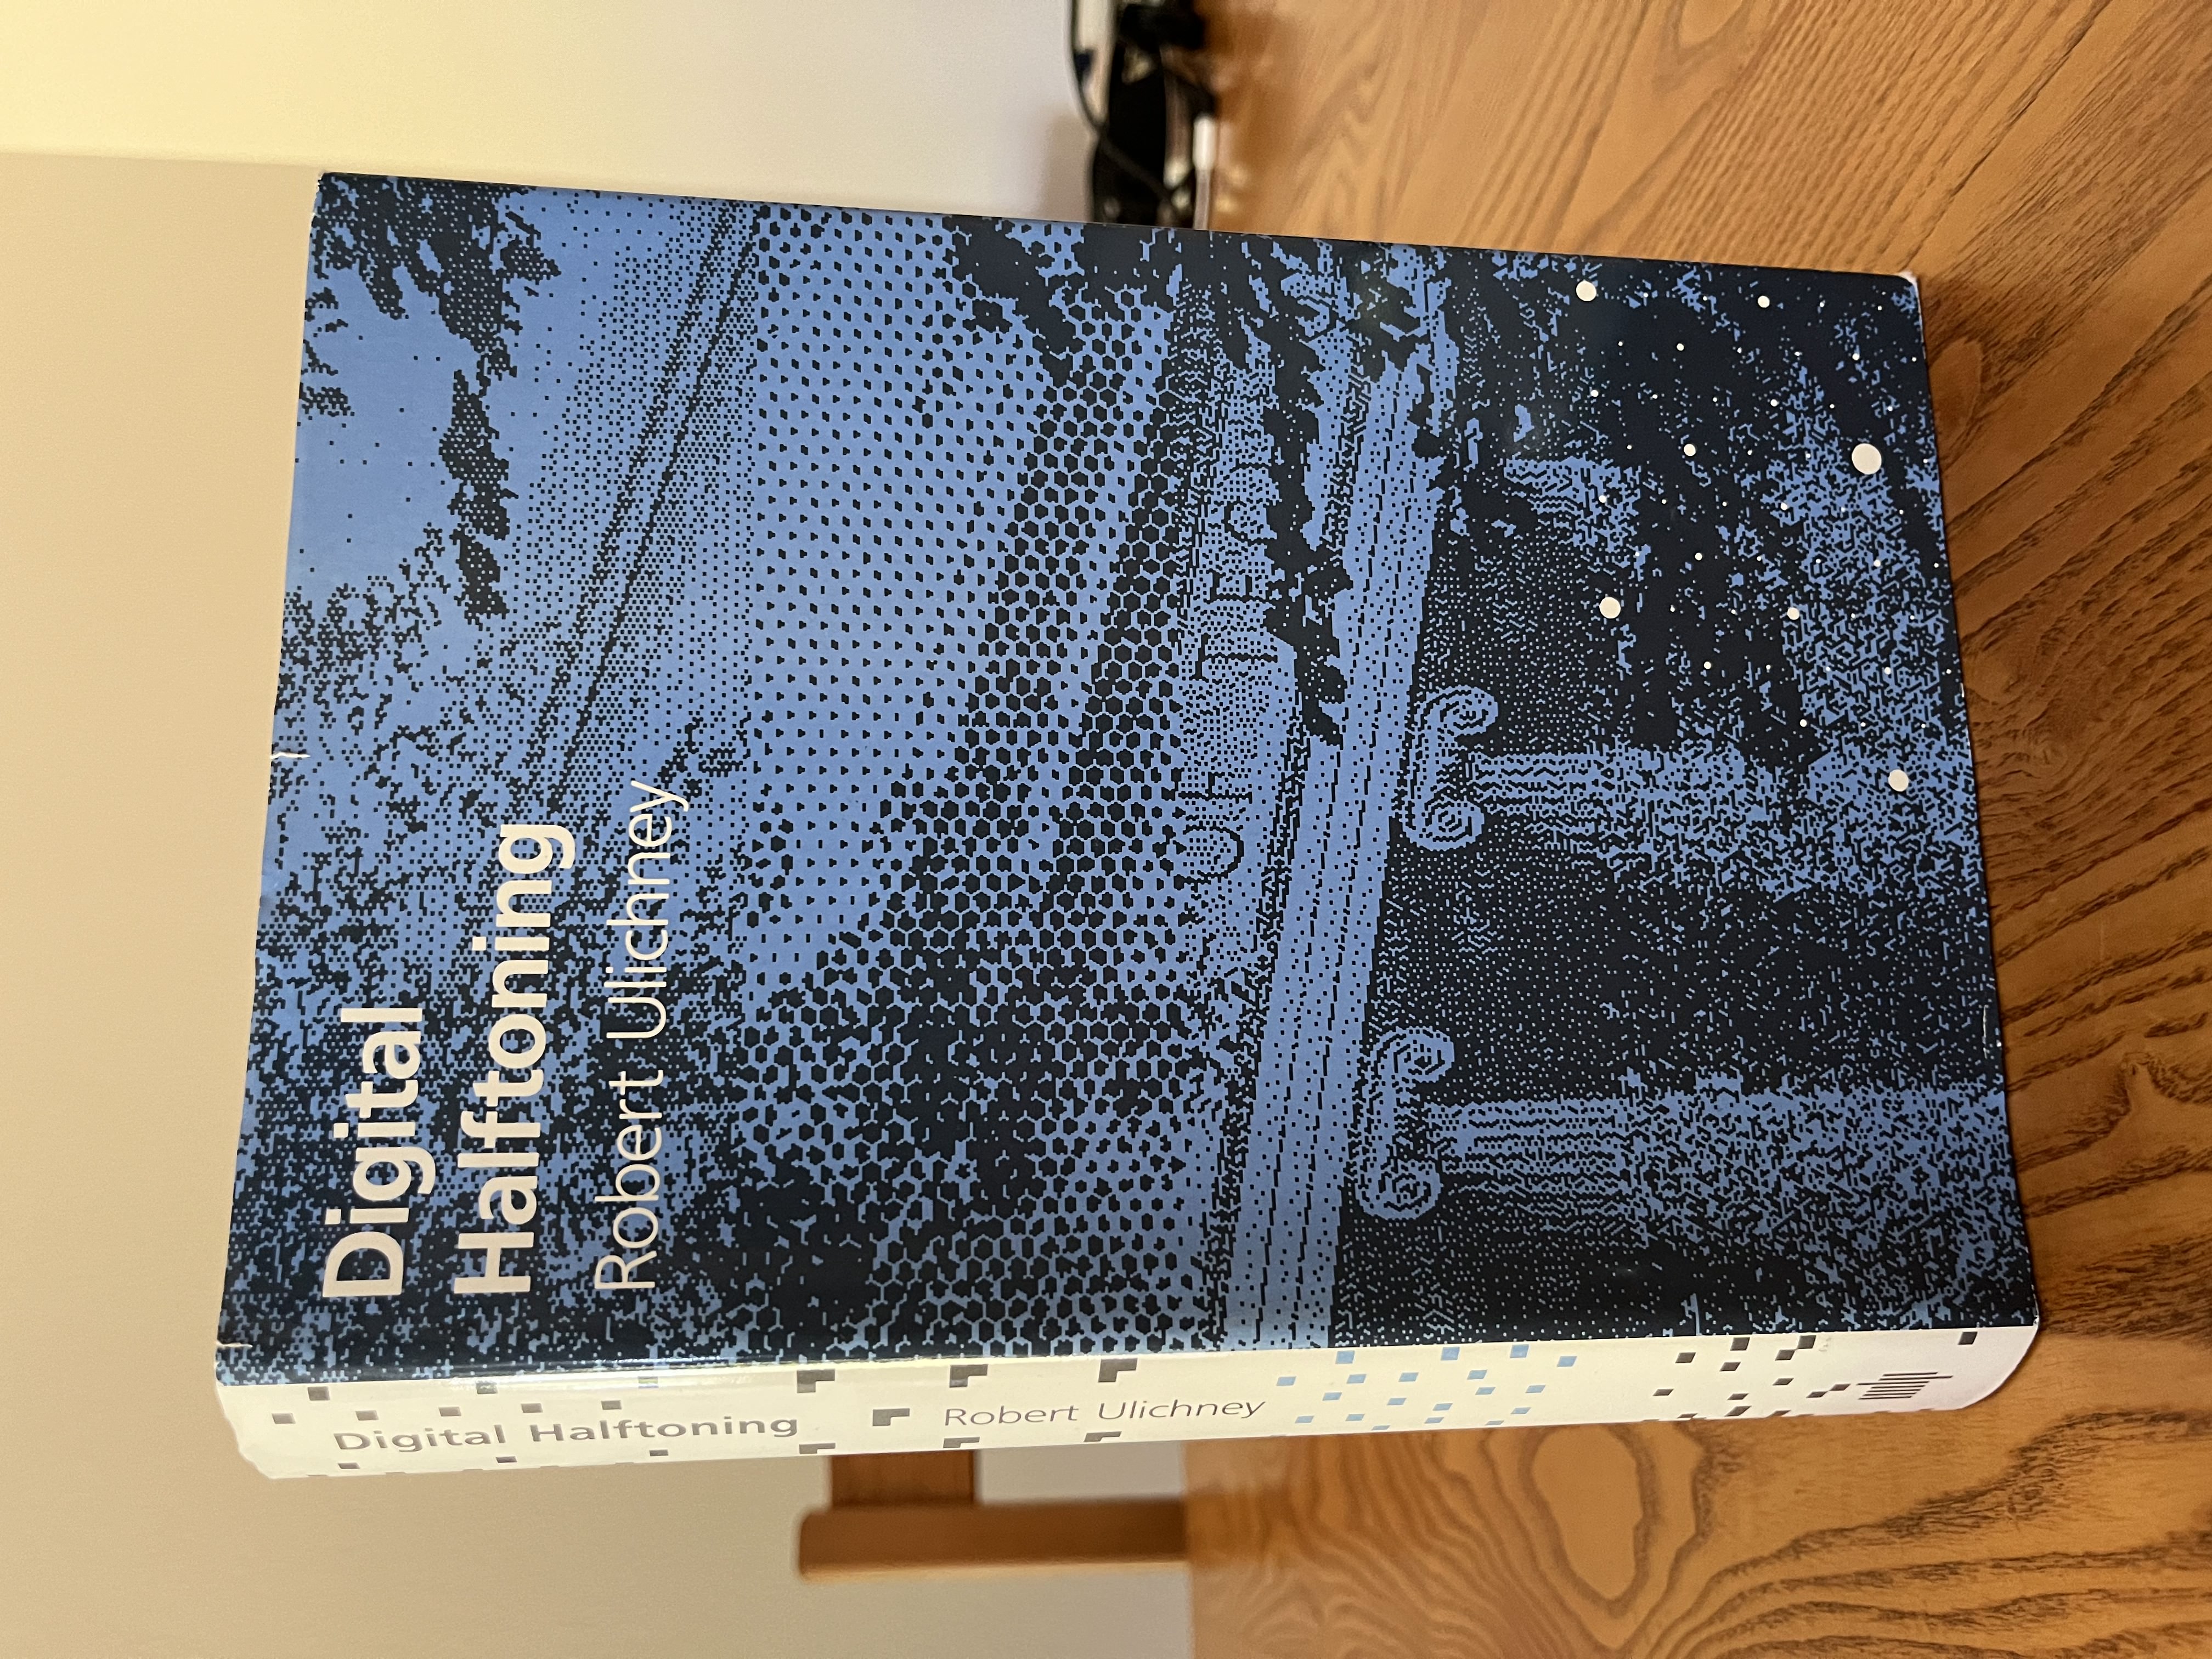 Digital
Halftoning
Robert Ulichney
Digital Halftoning Robert Ulichney